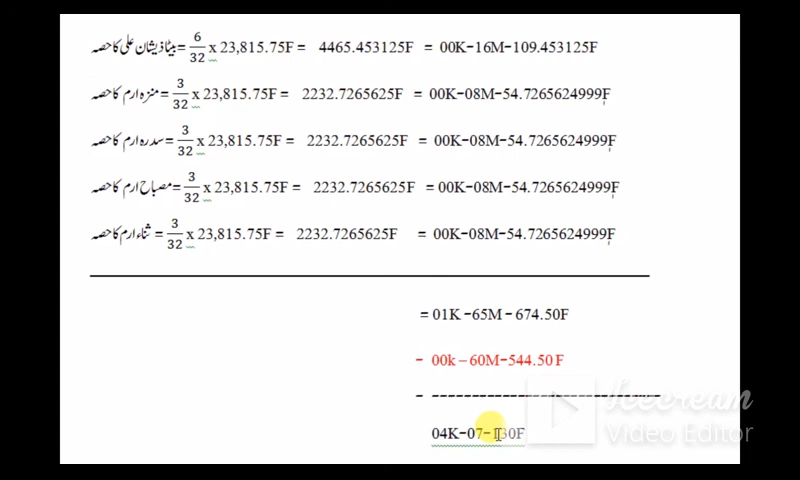 بیٹا ذیشان علی کا حصہ = 6/32 x 23,815.75F = 4465.453125F = 00K-16M-109.453125F
منزہ ارم کا حصہ = 3/32 x 23,815.75F = 2232.7265625F = 00K-08M-54.7265624999F
سدرہ ارم کا حصہ = 3/32 x 23,815.75F = 2232.7265625F = 00K-08M-54.7265624999F
مصباح ارم کا حصہ = 3/32 x 23,815.75F = 2232.7265625F = 00K-08M-54.7265624999F
ثناء ارم کا حصہ = 3/32 x 23,815.75F = 2232.7265625F = 00K-08M-54.7265624999F
= 01K-65M-674.50F
- 00k-60M-544.50F
- --------------------------------
04K-07-130F
Icecream
Video Editor